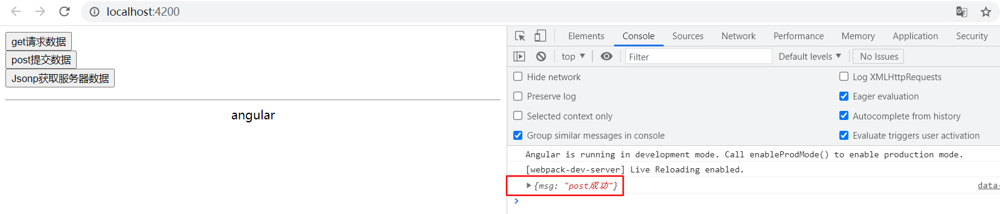 localhost:4200
get请求数据
post提交数据
Jsonp获取服务器数据
angular
Elements Console Sources Network Performance Memory Application Security
top Filter Default levels No Issues
Hide network Log XMLHttpRequests
Preserve log Eager evaluation
Selected context only Autocomplete from history
Group similar messages in console Evaluate triggers user activation
Angular is running in development mode. Call enableProdMode() to enable production mode.
[webpack-dev-server] Live Reloading enabled.
{msg: "post成功"} data-